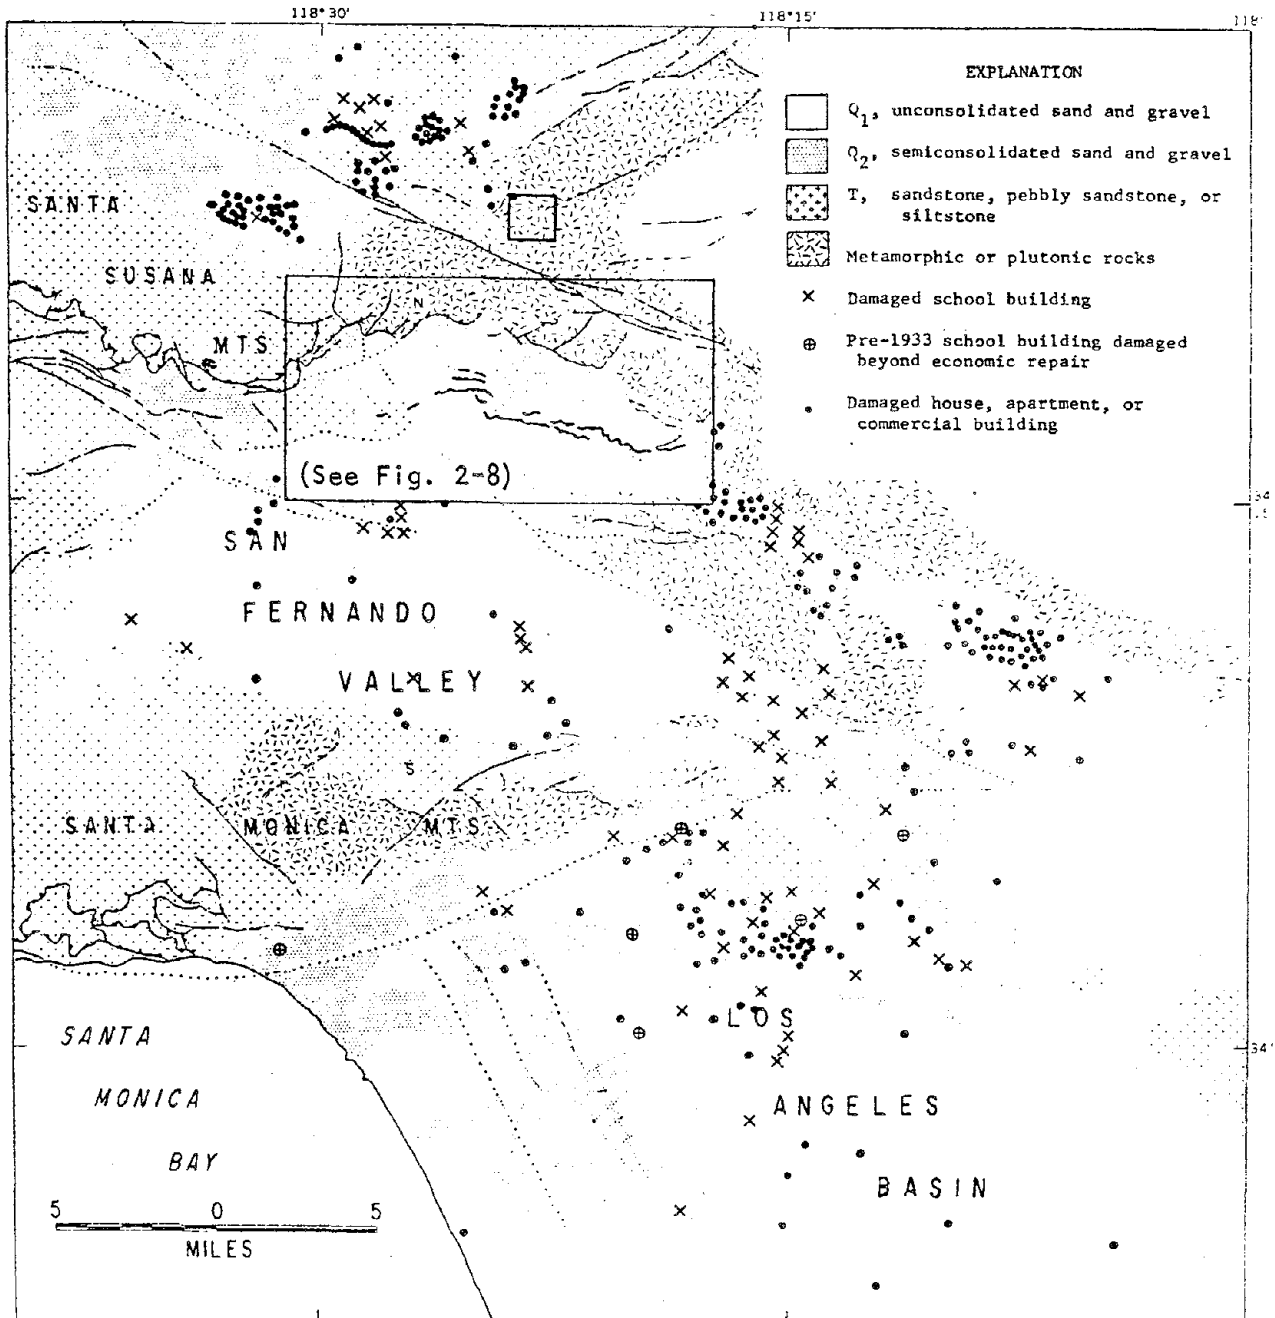 118°30'
118°15'
118°
EXPLANATION
Q1, unconsolidated sand and gravel
Q2, semiconsolidated sand and gravel
T, sandstone, pebbly sandstone, or
siltstone
Metamorphic or plutonic rocks
Damaged school building
Pre-1933 school building damaged
beyond economic repair
Damaged house, apartment, or
commercial building
SANTA
SUSANA
MTS
N
(See Fig. 2-8)
34
SAN
FERNANDO
VALLEY
S
SANTA
MONICA
MTS
LOS
34°
SANTA
MONICA
BAY
ANGELES
BASIN
5 0 5
MILES